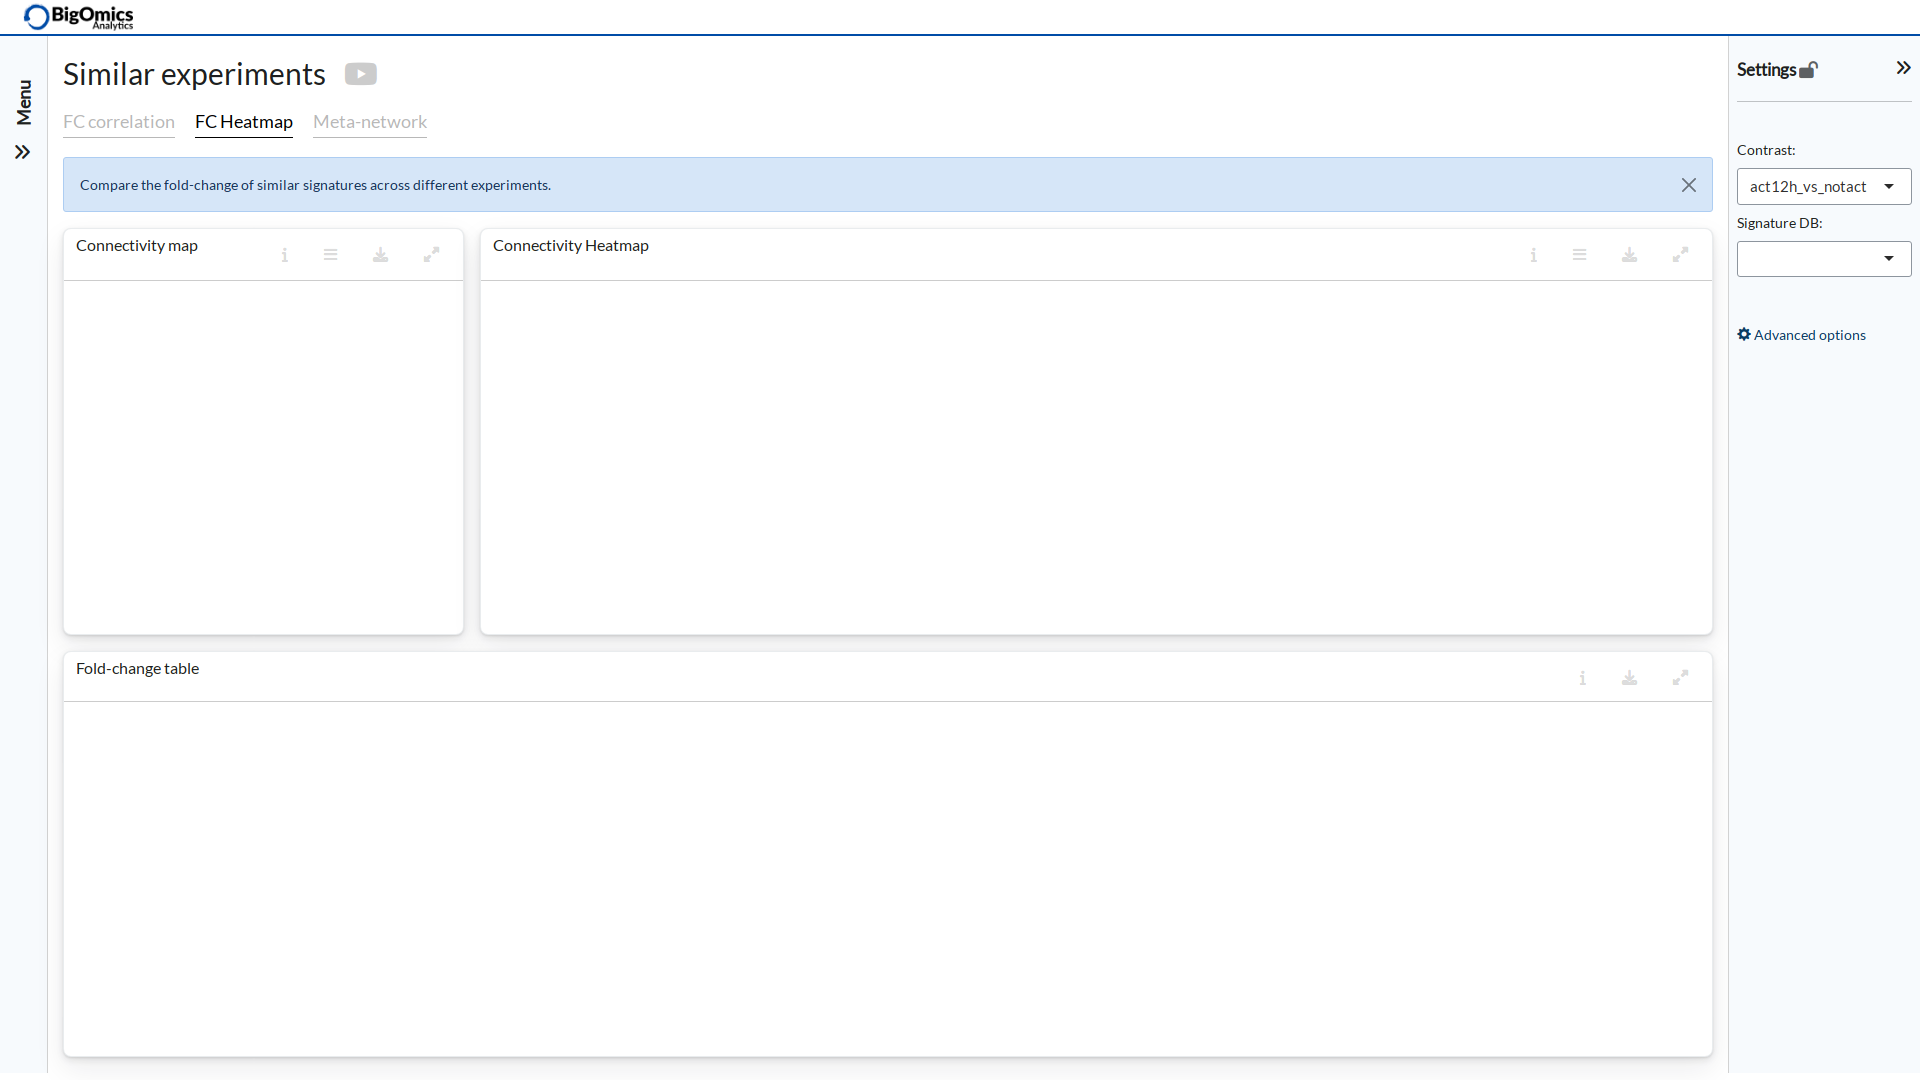 BigOmics
Analytics
Menu
Similar experiments
FC correlation
FC Heatmap
Meta-network
Compare the fold-change of similar signatures across different experiments.
Connectivity map
Connectivity Heatmap
Fold-change table
Settings
Contrast:
act12h_vs_notact
Signature DB:
Advanced options